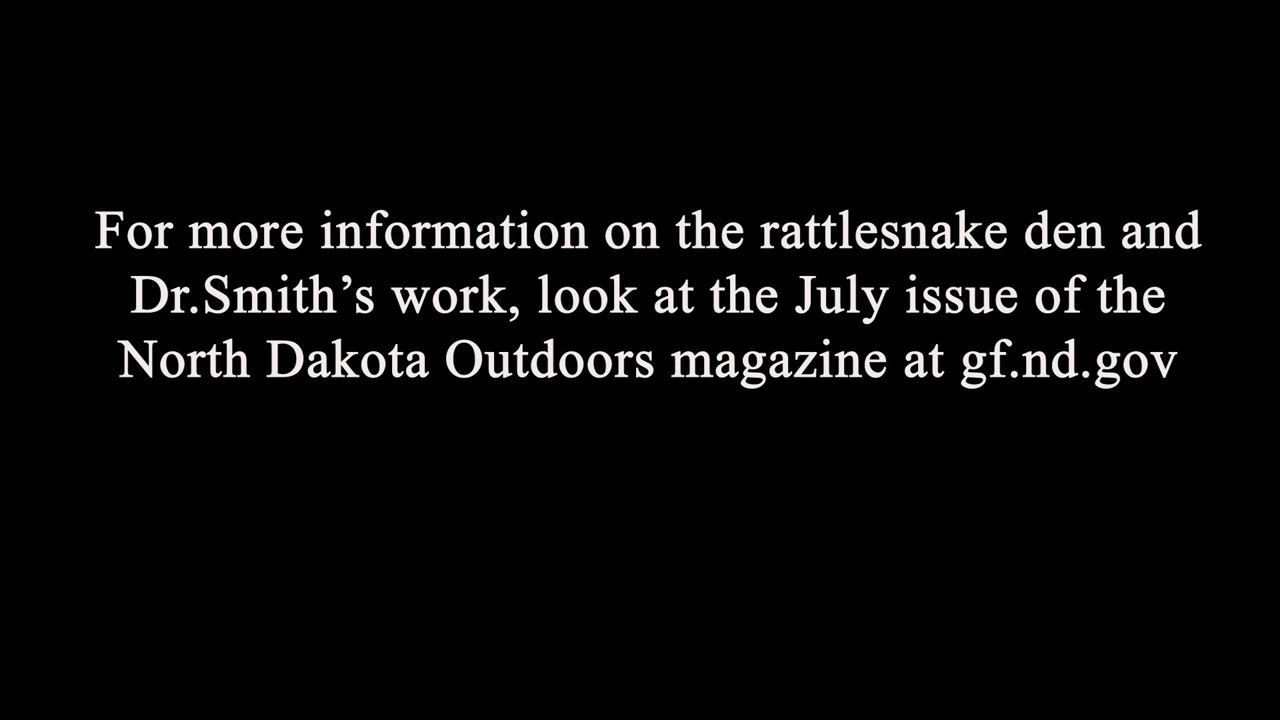 For more information on the rattlesnake den and
Dr.Smith’s work, look at the July issue of the
North Dakota Outdoors magazine at gf.nd.gov